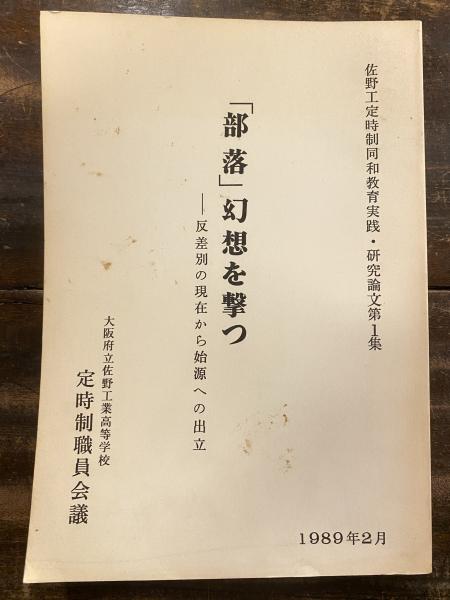 佐野工定時制同和教育実践・研究論文第1集
「部落」幻想を撃つ
──反差別の現在から始源への出立
大阪府立佐野工業高等学校
定時制職員会議
1989年2月